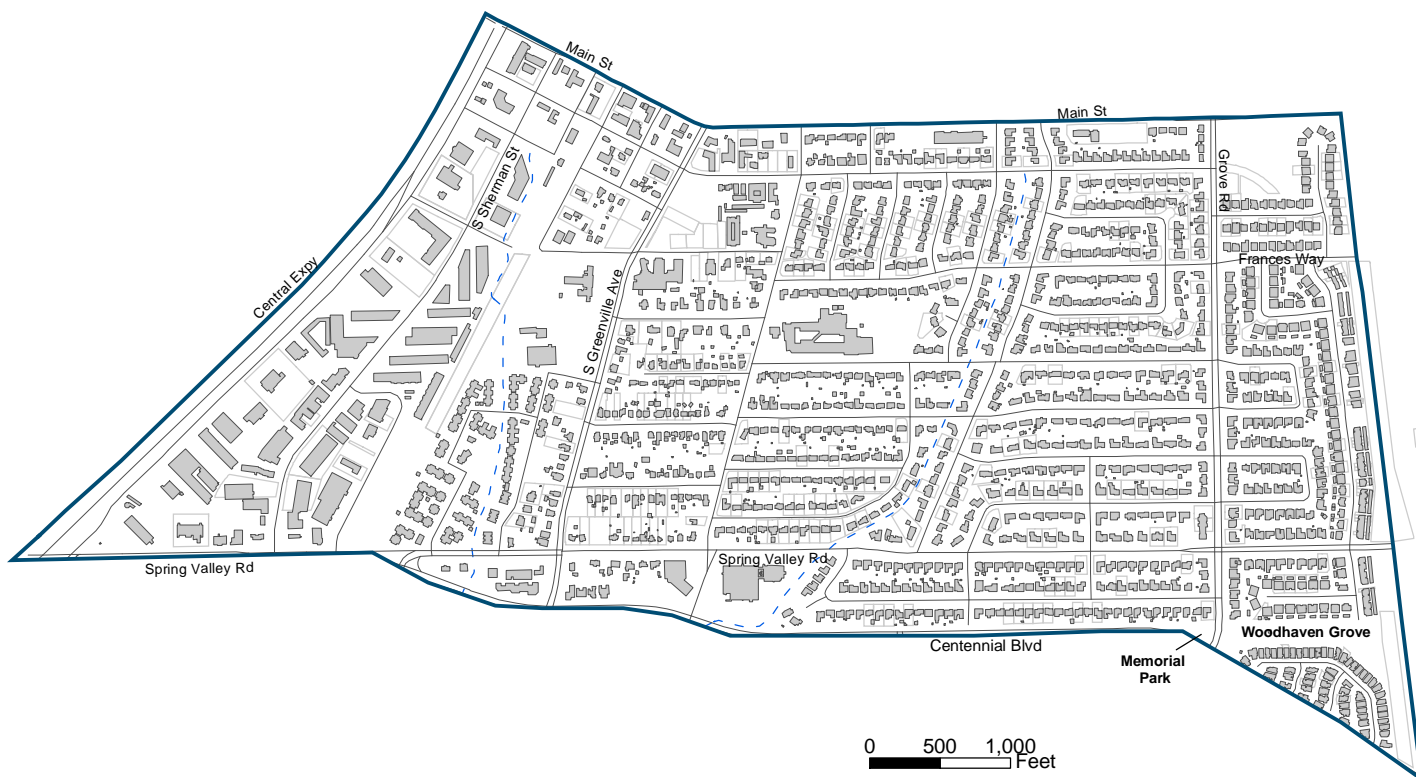 Main St
Main St
Grove Rd
S Sherman St
Frances Way
Central Expy
S Greenville Ave
Spring Valley Rd
Spring Valley Rd
Woodhaven Grove
Centennial Blvd
Memorial
Park
0 500 1,000
Feet